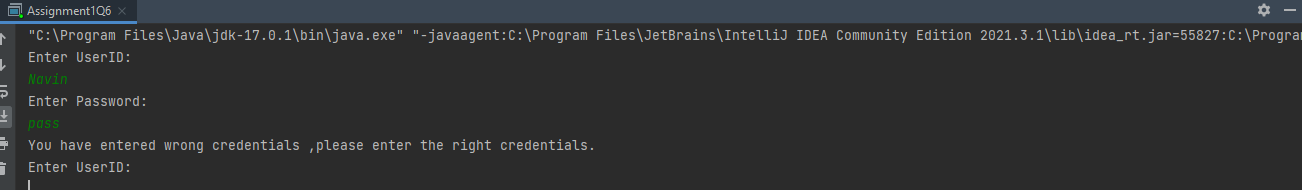 Assignment1Q6
"C:\Program Files\Java\jdk-17.0.1\bin\java.exe" "-javaagent:C:\Program Files\JetBrains\IntelliJ IDEA Community Edition 2021.3.1\lib\idea_rt.jar=55827:C:\Program
Enter UserID:
Navin
Enter Password:
pass
You have entered wrong credentials ,please enter the right credentials.
Enter UserID: